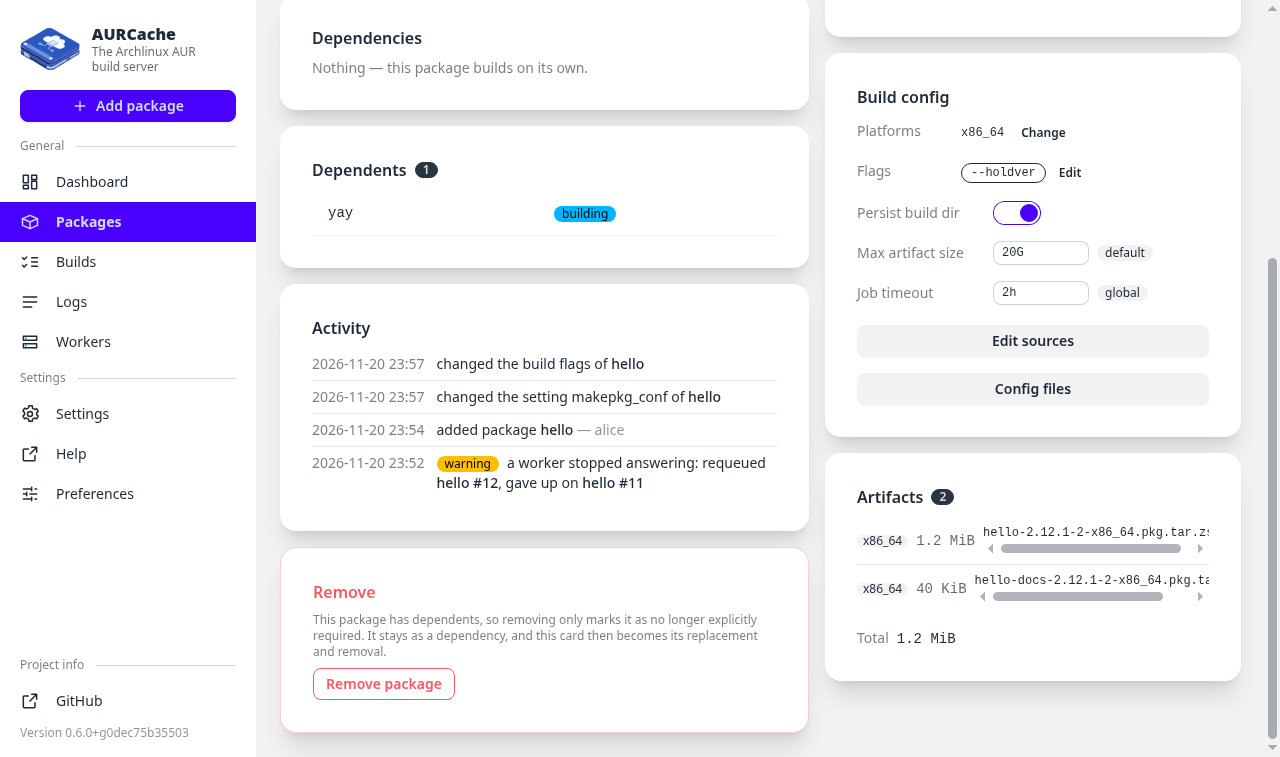 AURCache
The Archlinux AUR
build server
Add package
General
Dashboard
Packages
Builds
Logs
Workers
Settings
Settings
Help
Preferences
Project info
GitHub
Version 0.6.0+g0dec75b35503
Dependencies
Nothing — this package builds on its own.
Dependents 1
yay building
Activity
2026-11-20 23:57 changed the build flags of hello
2026-11-20 23:57 changed the setting makepkg_conf of hello
2026-11-20 23:54 added package hello — alice
2026-11-20 23:52 warning a worker stopped answering: requeued
hello #12, gave up on hello #11
Remove
This package has dependents, so removing only marks it as no longer explicitly
required. It stays as a dependency, and this card then becomes its replacement
and removal.
Remove package
Build config
Platforms x86_64 Change
Flags --holdver Edit
Persist build dir
Max artifact size 20G default
Job timeout 2h global
Edit sources
Config files
Artifacts 2
x86_64 1.2 MiB hello-2.12.1-2-x86_64.pkg.tar.zs
x86_64 40 KiB hello-docs-2.12.1-2-x86_64.pkg.ta
Total 1.2 MiB